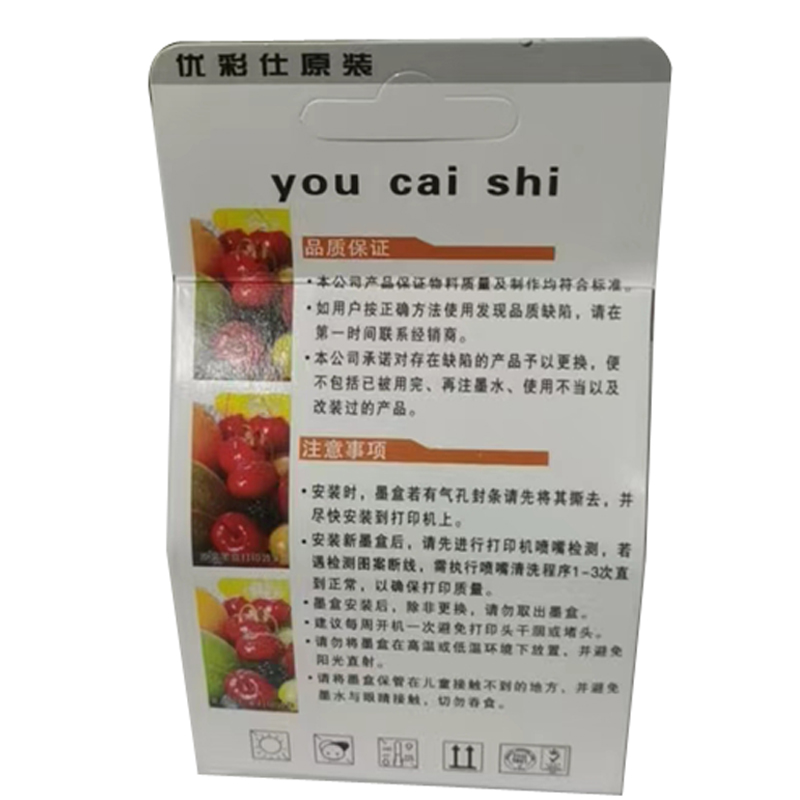 优彩仕原装
you cai shi
品质保证
·本公司产品保证物料质量及制作均符合标准。
·如用户按正确方法使用发现品质缺陷，请在
第一时间联系经销商。
·本公司承诺对存在缺陷的产品予以更换，便
不包括已被用完、再注墨水、使用不当以及
改装过的产品。
注意事项
·安装时，墨盒若有气孔封条请先将其撕去，并
尽快安装到打印机上。
·安装新墨盒后，请先进行打印机喷嘴检测，若
遇检测图案断线，需执行喷嘴清洗程序1-3次直
到正常，以确保打印质量。
·墨盒安装后，除非更换，请勿取出墨盒。
·建议每周开机一次避免打印头干涸或堵头。
·请勿将墨盒在高温或低温环境下放置、并避免
阳光直射。
·请将墨盒保管在儿童接触不到的地方、并避免
墨水与眼睛接触，切勿吞食。